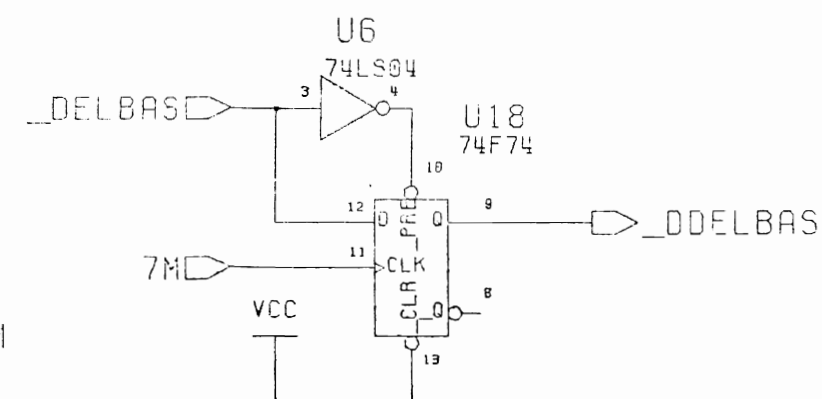 U6
74LS04
3
4
_DELBAS
U18
74F74
10
12
D
_PRE
Q
9
_DDELBAS
11
7M
CLK
VCC
CLR
_Q
8
13